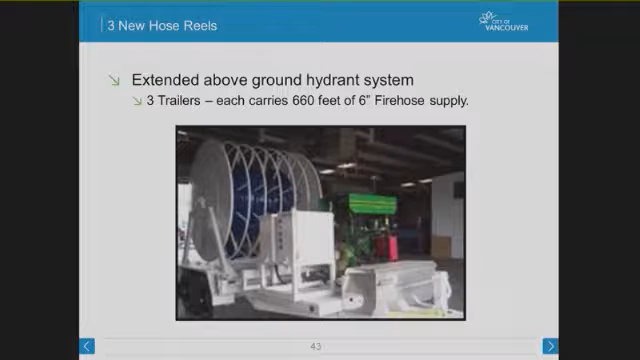 3 New Hose Reels
CITY OF
VANCOUVER
Extended above ground hydrant system
3 Trailers – each carries 660 feet of 6” Firehose supply.
43